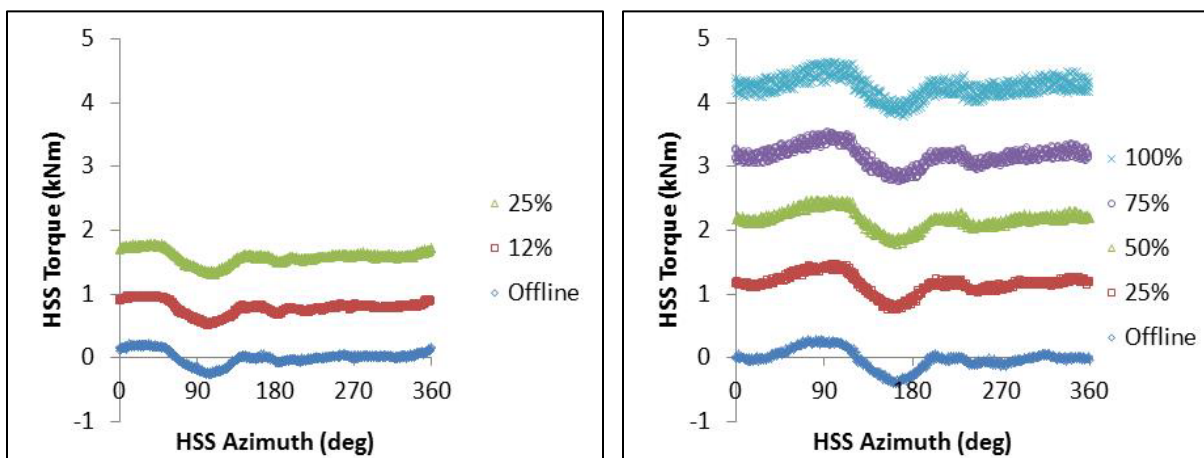 5
4
3
2
1
0
-1
HSS Torque (kNm)
0 90 180 270 360
HSS Azimuth (deg)
25%
12%
Offline
5
4
3
2
1
0
-1
HSS Torque (kNm)
0 90 180 270 360
HSS Azimuth (deg)
100%
75%
50%
25%
Offline